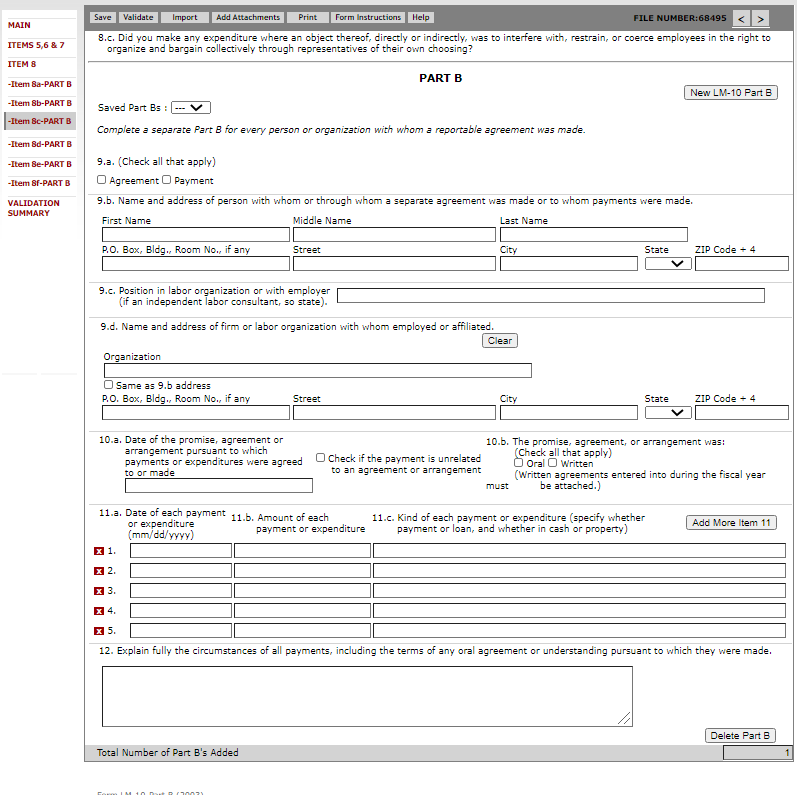 Save Validate Import Add Attachments Print Form Instructions Help FILE NUMBER:68495 < >
MAIN
ITEMS 5,6 & 7
ITEM 8
-Item 8a-PART B
-Item 8b-PART B
-Item 8c-PART B
-Item 8d-PART B
-Item 8e-PART B
-Item 8f-PART B
VALIDATION
SUMMARY
8.c. Did you make any expenditure where an object thereof, directly or indirectly, was to interfere with, restrain, or coerce employees in the right to
organize and bargain collectively through representatives of their own choosing?
PART B
New LM-10 Part B
Saved Part Bs : ---
Complete a separate Part B for every person or organization with whom a reportable agreement was made.
9.a. (Check all that apply)
Agreement Payment
9.b. Name and address of person with whom or through whom a separate agreement was made or to whom payments were made.
First Name Middle Name Last Name
P.O. Box, Bldg., Room No., if any Street City State ZIP Code + 4
9.c. Position in labor organization or with employer
(if an independent labor consultant, so state).
9.d. Name and address of firm or labor organization with whom employed or affiliated.
Clear
Organization
Same as 9.b address
P.O. Box, Bldg., Room No., if any Street City State ZIP Code + 4
10.a. Date of the promise, agreement or
arrangement pursuant to which
payments or expenditures were agreed
to or made
Check if the payment is unrelated
to an agreement or arrangement
10.b. The promise, agreement, or arrangement was:
(Check all that apply)
Oral Written
(Written agreements entered into during the fiscal year
must be attached.)
11.a. Date of each payment
or expenditure
(mm/dd/yyyy)
11.b. Amount of each
payment or expenditure
11.c. Kind of each payment or expenditure (specify whether
payment or loan, and whether in cash or property)
Add More Item 11
x 1.
x 2.
x 3.
x 4.
x 5.
12. Explain fully the circumstances of all payments, including the terms of any oral agreement or understanding pursuant to which they were made.
Delete Part B
Total Number of Part B's Added 1
Form LM-10 Part B (2003)